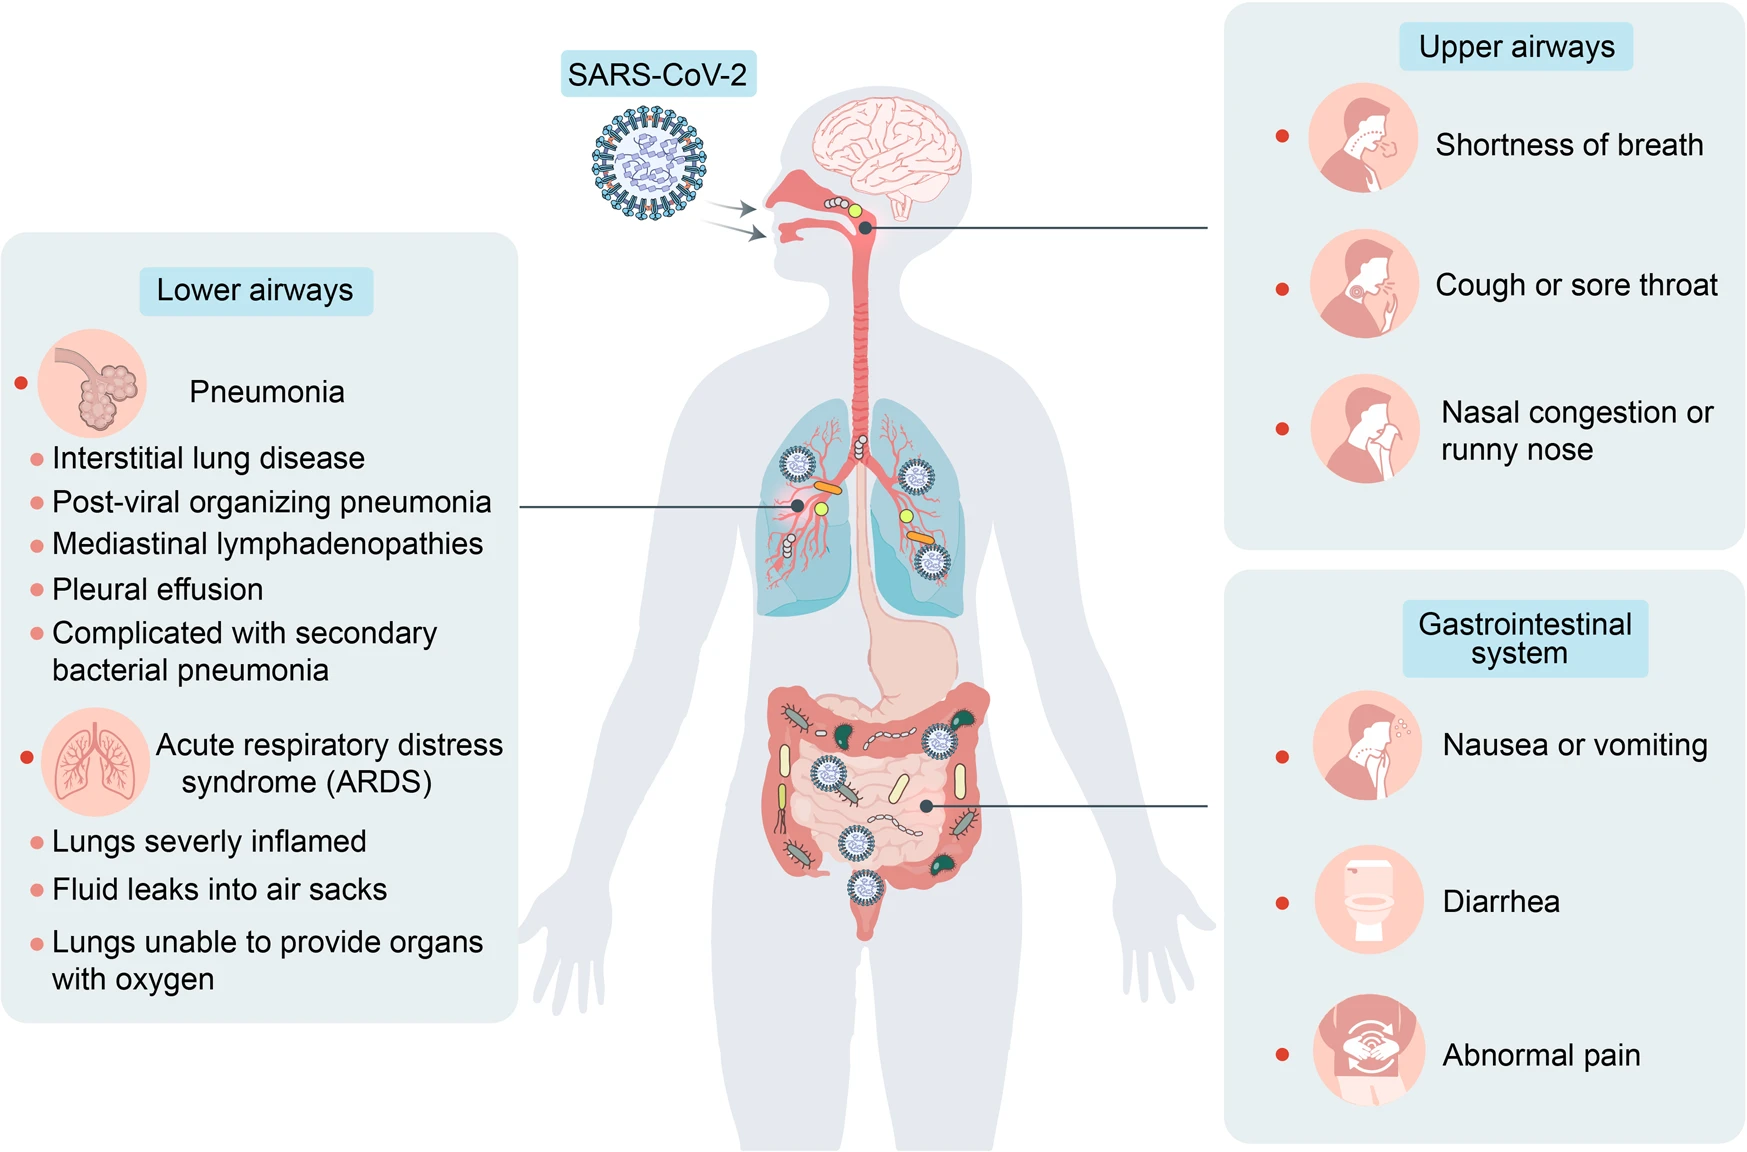 SARS-CoV-2
Lower airways
Pneumonia
Interstitial lung disease
Post-viral organizing pneumonia
Mediastinal lymphadenopathies
Pleural effusion
Complicated with secondary
bacterial pneumonia
Acute respiratory distress
syndrome (ARDS)
Lungs severly inflamed
Fluid leaks into air sacks
Lungs unable to provide organs
with oxygen
Upper airways
Shortness of breath
Cough or sore throat
Nasal congestion or
runny nose
Gastrointestinal
system
Nausea or vomiting
Diarrhea
Abnormal pain